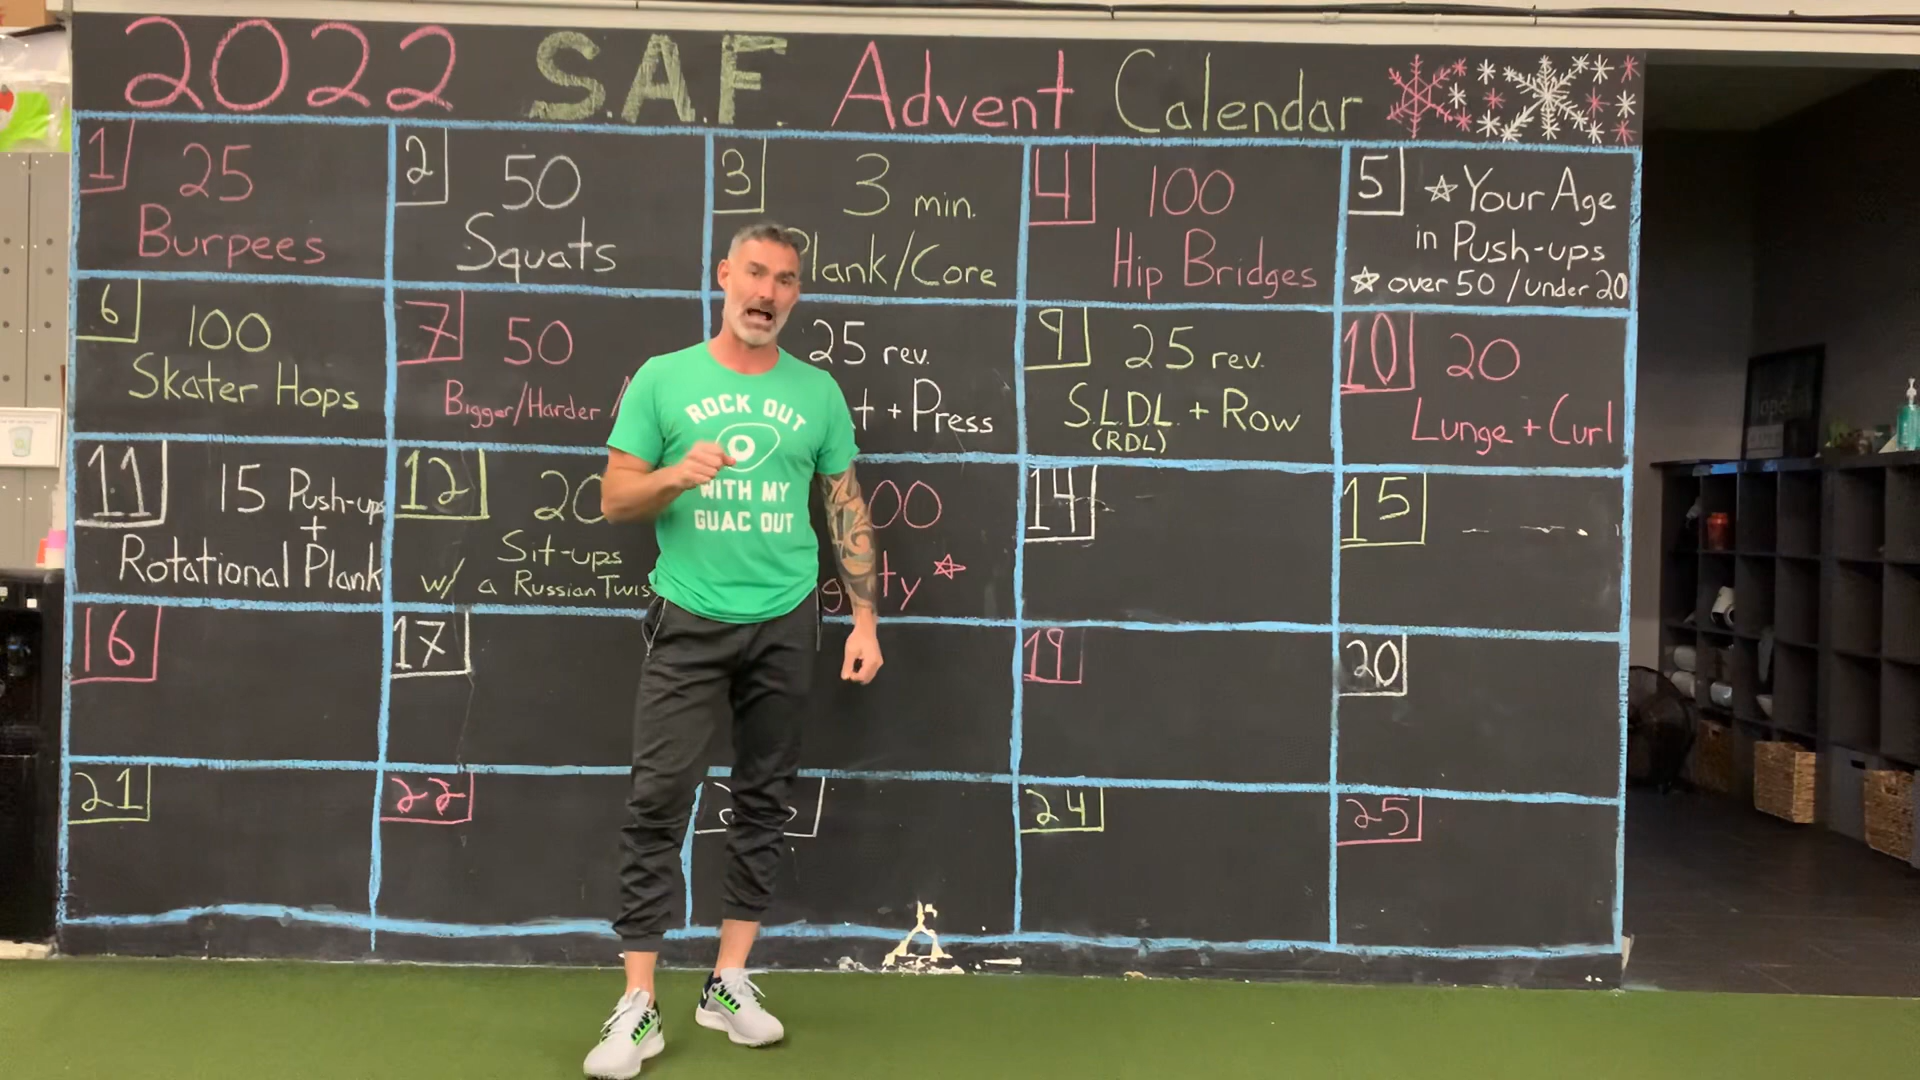 2022 S.A.F. Advent Calendar
1 25
Burpees
2 50
Squats
3 3 min.
Plank/Core
4 100
Hip Bridges
5 ☆ Your Age
in Push-ups
☆ over 50 / under 20
6 100
Skater Hops
7 50
Bigger/Harder
25 rev.
+ Press
9 25 rev.
S.L.D.L. + Row
(RDL)
10 20
Lunge + Curl
11 15 Push-ups
+
Rotational Plank
12 20
Sit-ups
w/ a Russian Twist
14
15
16
17
19
20
21
22
24
25
ROCK OUT
WITH MY
GUAC OUT